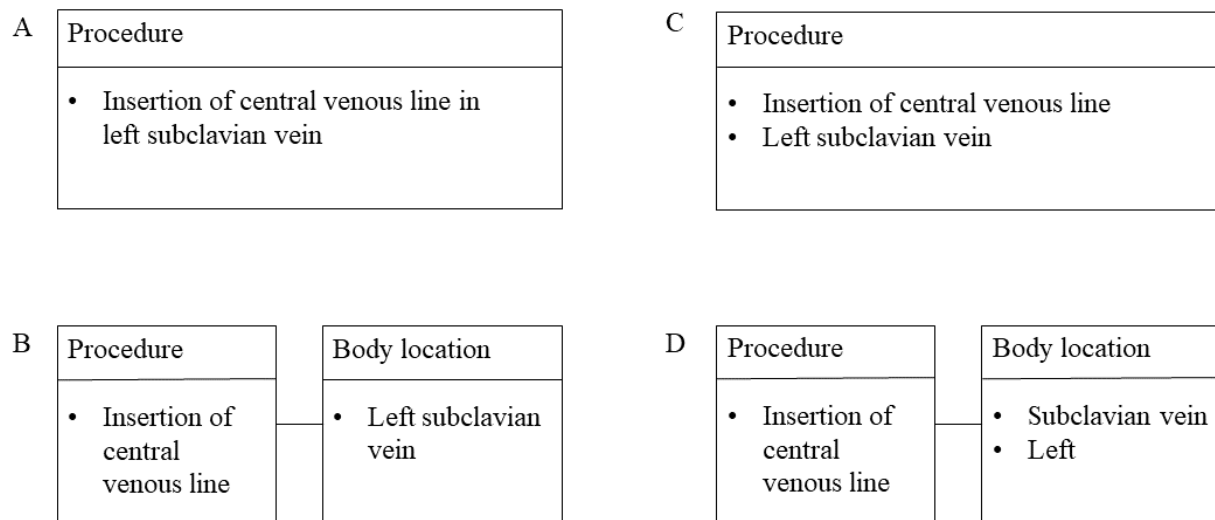 A
Procedure
• Insertion of central venous line in
left subclavian vein
C
Procedure
• Insertion of central venous line
• Left subclavian vein
B
Procedure
• Insertion of
central
venous line
Body location
• Left subclavian
vein
D
Procedure
• Insertion of
central
venous line
Body location
• Subclavian vein
• Left